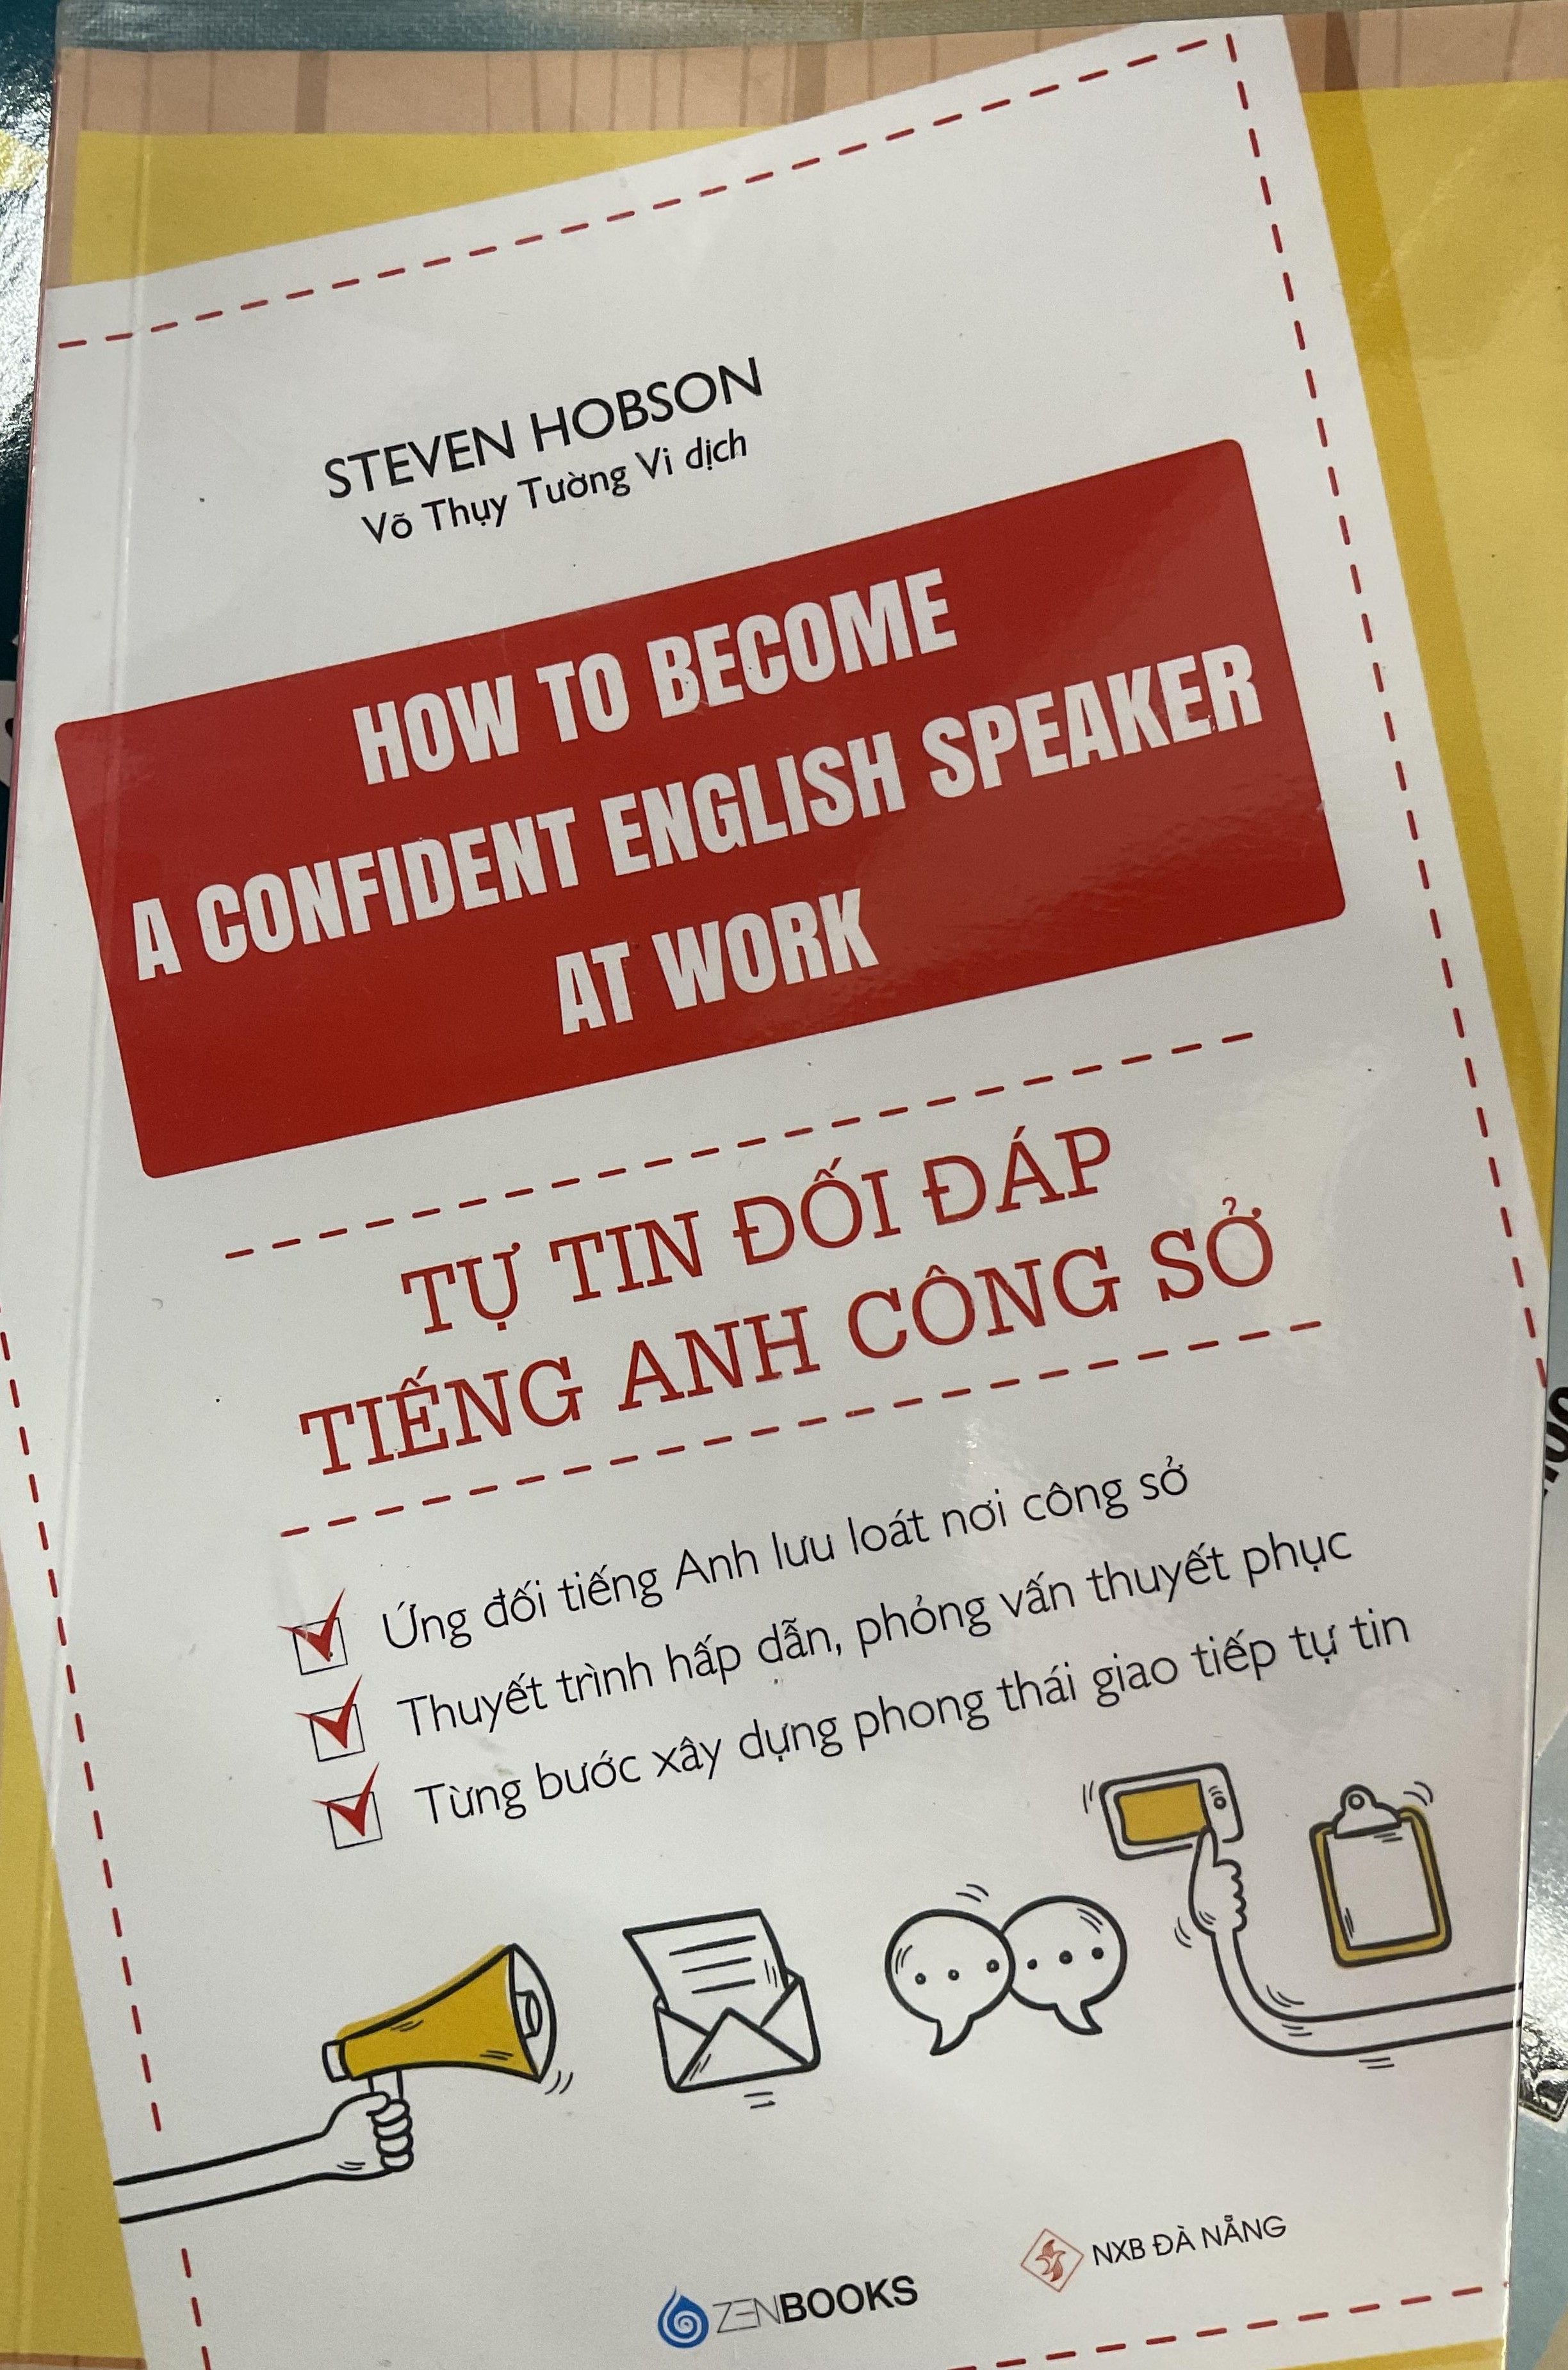 STEVEN HOBSON
Võ Thụy Tường Vi dịch
HOW TO BECOME
A CONFIDENT ENGLISH SPEAKER
AT WORK
TỰ TIN ĐỐI ĐÁP
TIẾNG ANH CÔNG SỞ
Ứng đối tiếng Anh lưu loát nơi công sở
Thuyết trình hấp dẫn, phỏng vấn thuyết phục
Từng bước xây dựng phong thái giao tiếp tự tin
ZENBOOKS
NXB ĐÀ NẴNG